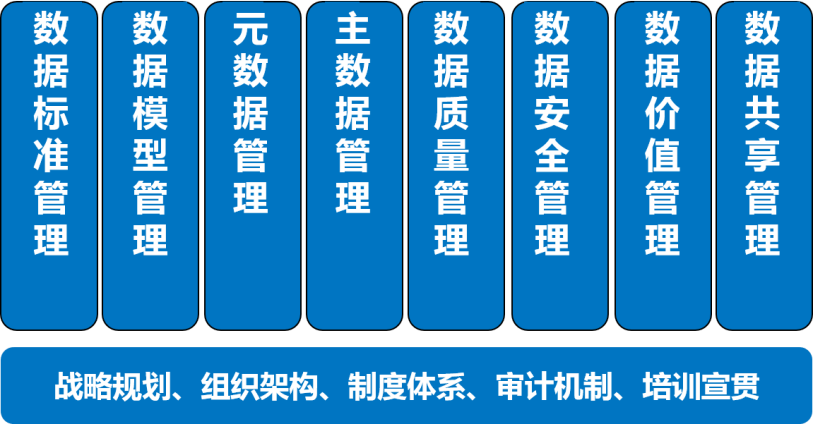 数据标准管理
数据模型管理
元数据管理
主数据管理
数据质量管理
数据安全管理
数据价值管理
数据共享管理
战略规划、组织架构、制度体系、审计机制、培训宣贯